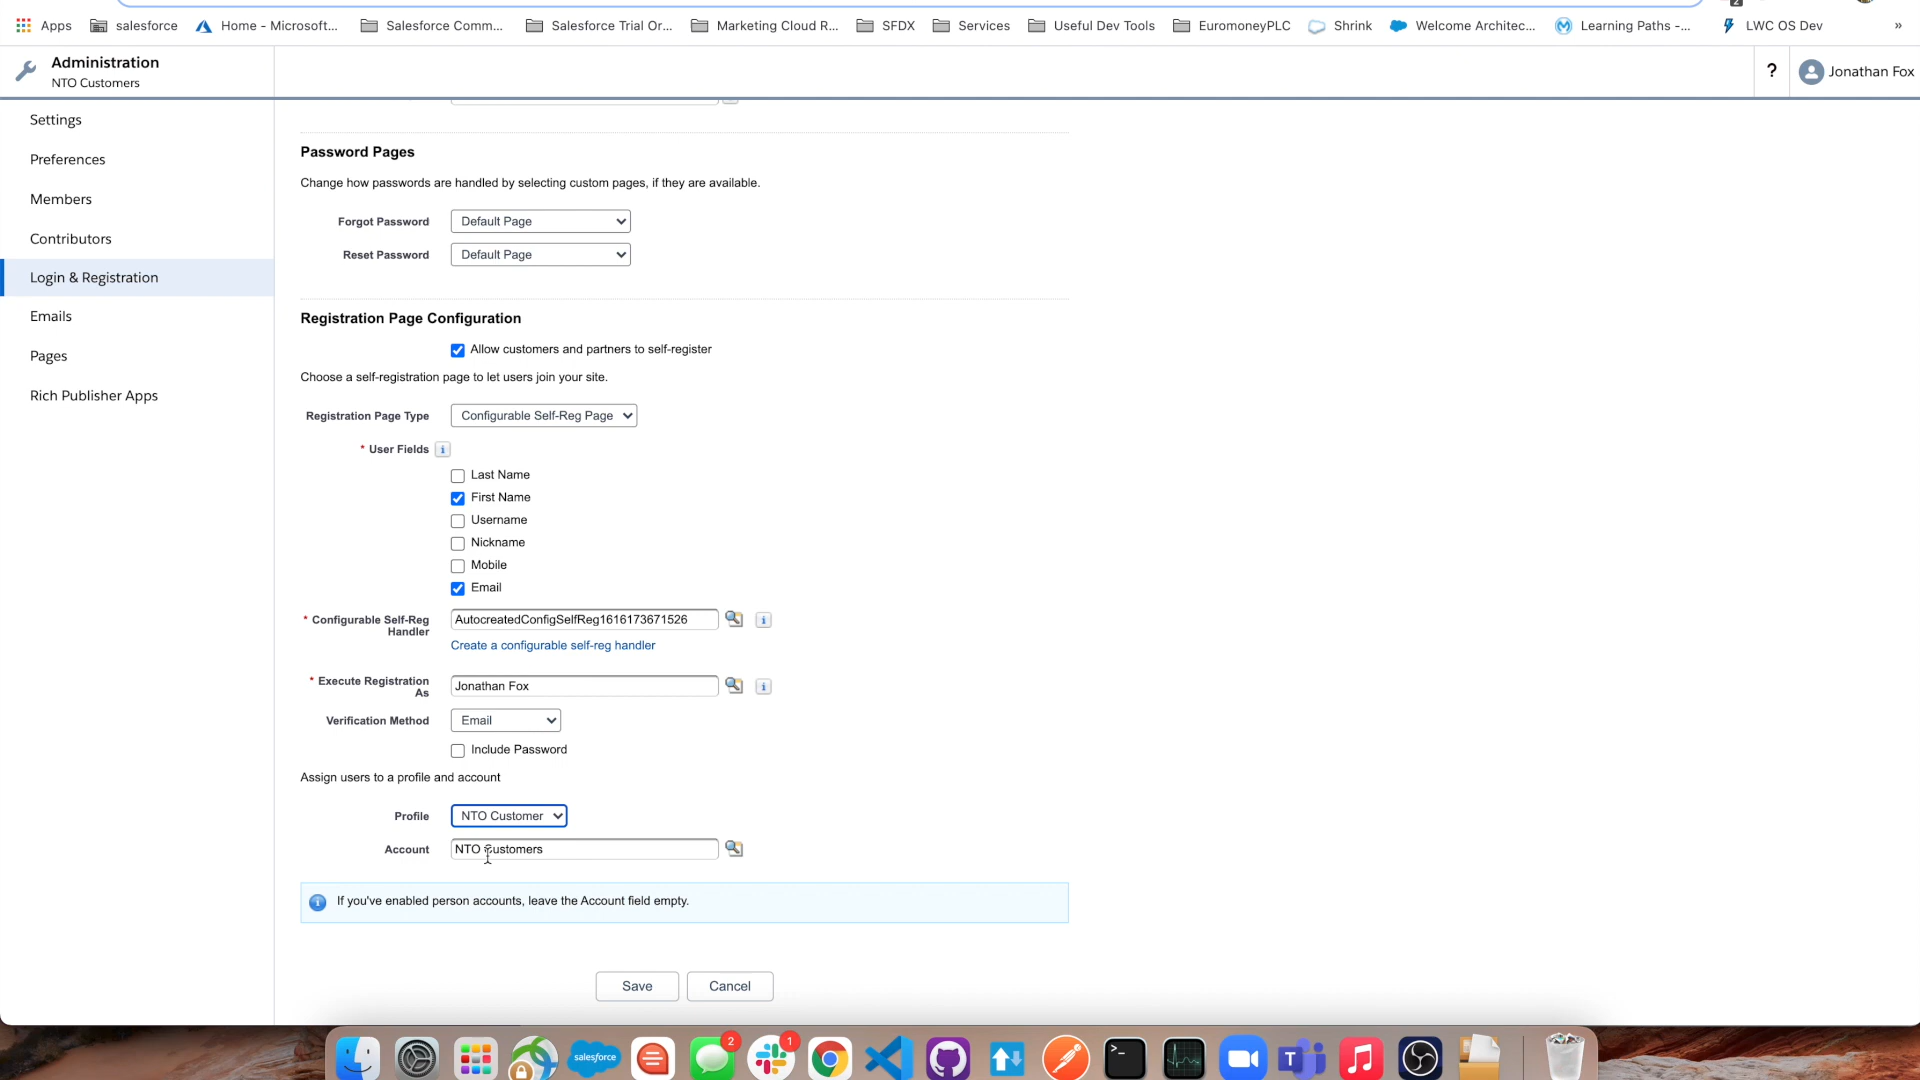 Apps
salesforce
Home - Microsoft...
Salesforce Comm...
Salesforce Trial Or...
Marketing Cloud R...
SFDX
Services
Useful Dev Tools
EuromoneyPLC
Shrink
Welcome Architec...
Learning Paths -...
LWC OS Dev
»
2
Administration
NTO Customers
?
Jonathan Fox
Settings
Preferences
Members
Contributors
Login & Registration
Emails
Pages
Rich Publisher Apps
Password Pages
Change how passwords are handled by selecting custom pages, if they are available.
Forgot Password Default Page
Reset Password Default Page
Registration Page Configuration
Allow customers and partners to self-register
Choose a self-registration page to let users join your site.
Registration Page Type Configurable Self-Reg Page
* User Fields i
Last Name
First Name
Username
Nickname
Mobile
Email
* Configurable Self-Reg AutocreatedConfigSelfReg1616173671526 i
Handler
Create a configurable self-reg handler
* Execute Registration Jonathan Fox i
As
Verification Method Email
Include Password
Assign users to a profile and account
Profile NTO Customer
Account NTO Customers
i If you've enabled person accounts, leave the Account field empty.
Save Cancel
salesforce
2
1
>_
T